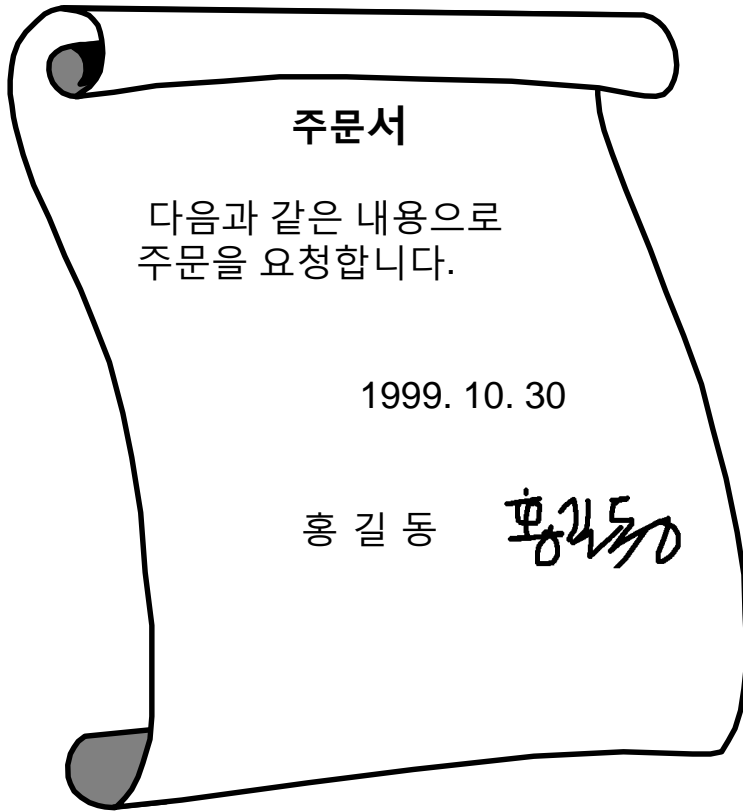 주문서
다음과 같은 내용으로
주문을 요청합니다.
1999. 10. 30
홍 길 동 홍길동